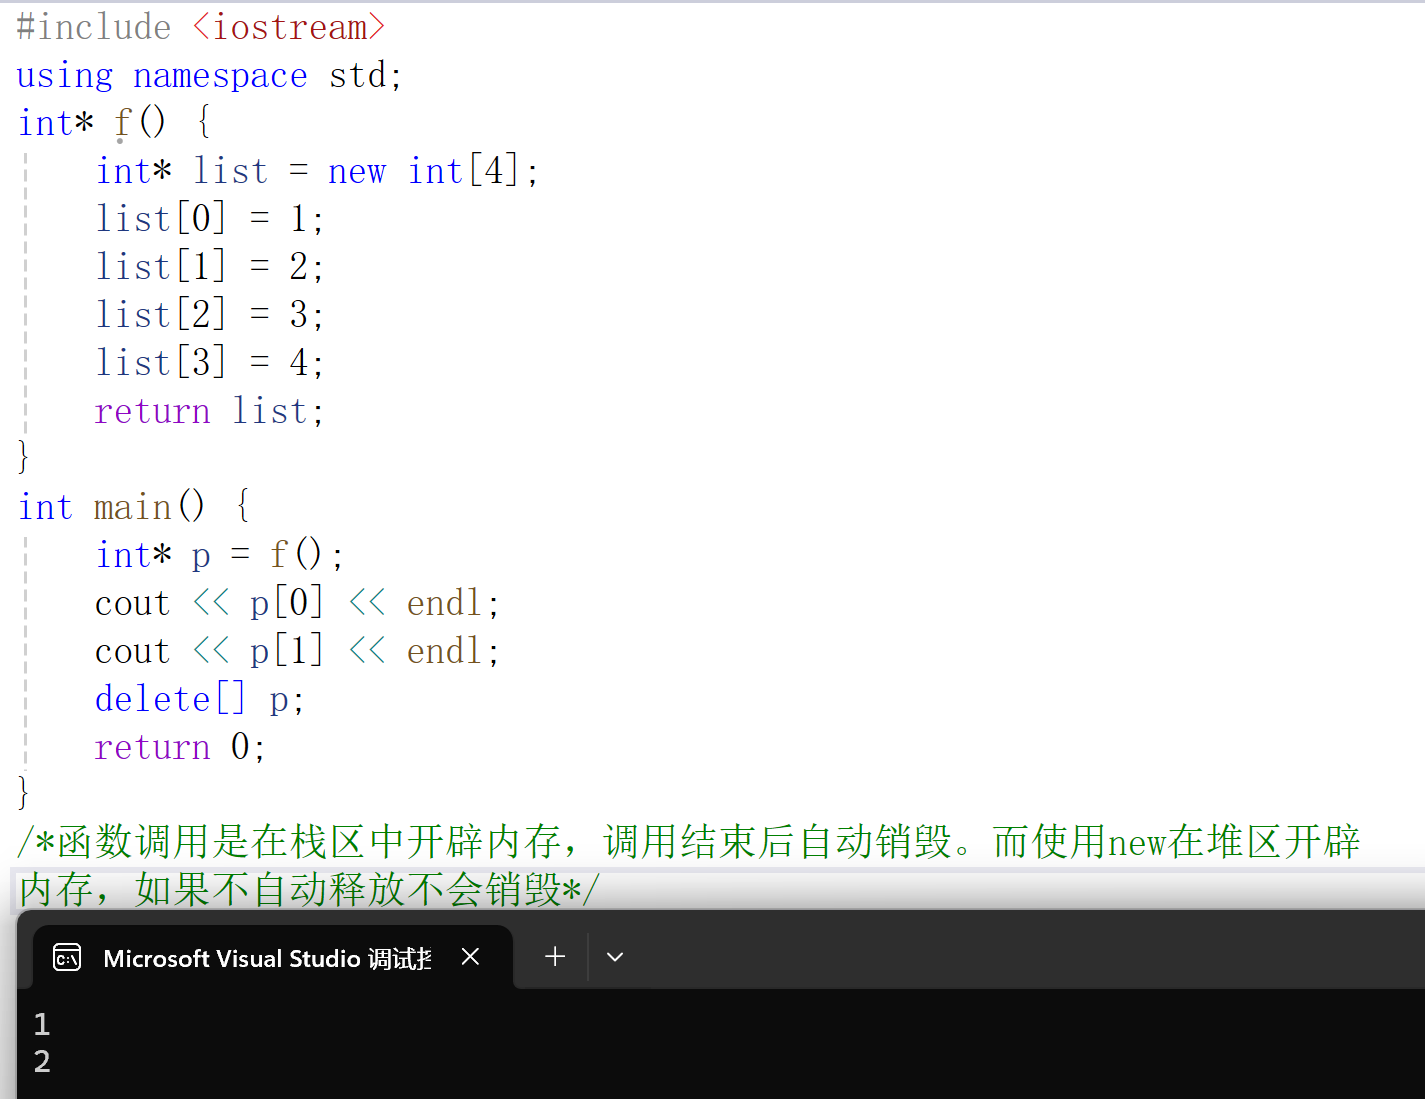 #include <iostream>
using namespace std;
int* f() {
    int* list = new int[4];
    list[0] = 1;
    list[1] = 2;
    list[2] = 3;
    list[3] = 4;
    return list;
}
int main() {
    int* p = f();
    cout << p[0] << endl;
    cout << p[1] << endl;
    delete[] p;
    return 0;
}
/*函数调用是在栈区中开辟内存，调用结束后自动销毁。而使用new在堆区开辟
内存，如果不自动释放不会销毁*/
Microsoft Visual Studio 调试
1
2